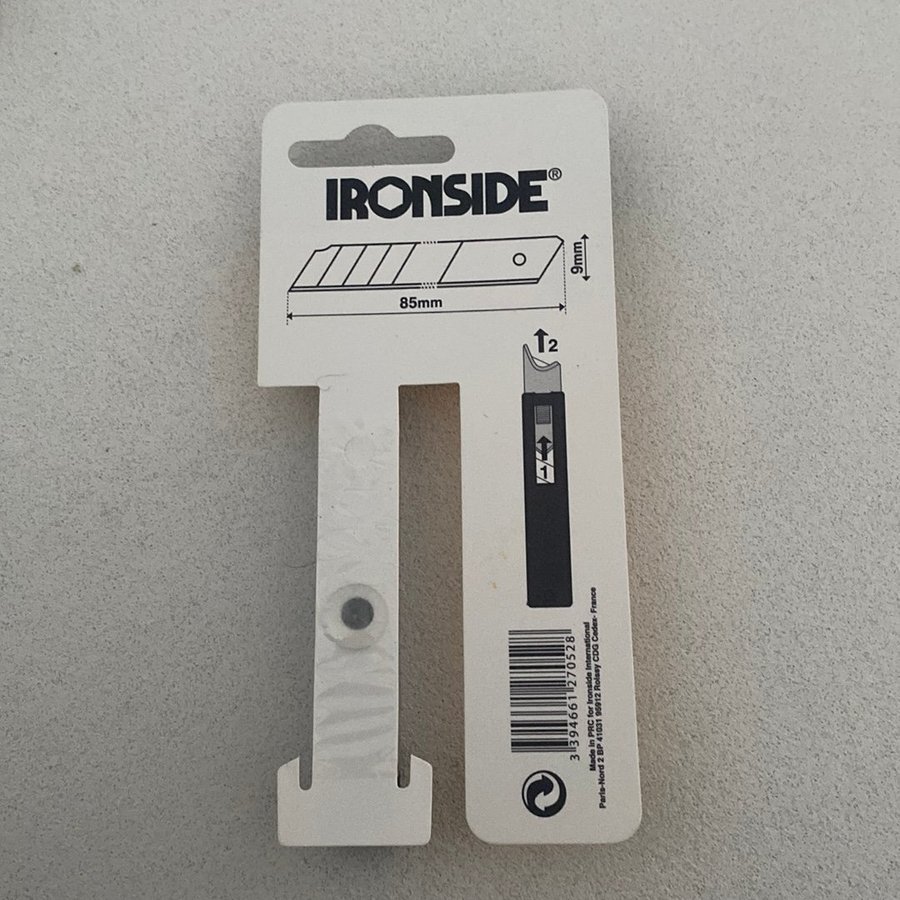 IRONSIDE®
9mm
85mm
2
1
3 394661 270528
Made in PRC for Ironside International
Paris-Nord 2 BP 41031 95912 Roissy CDG Cedex- France